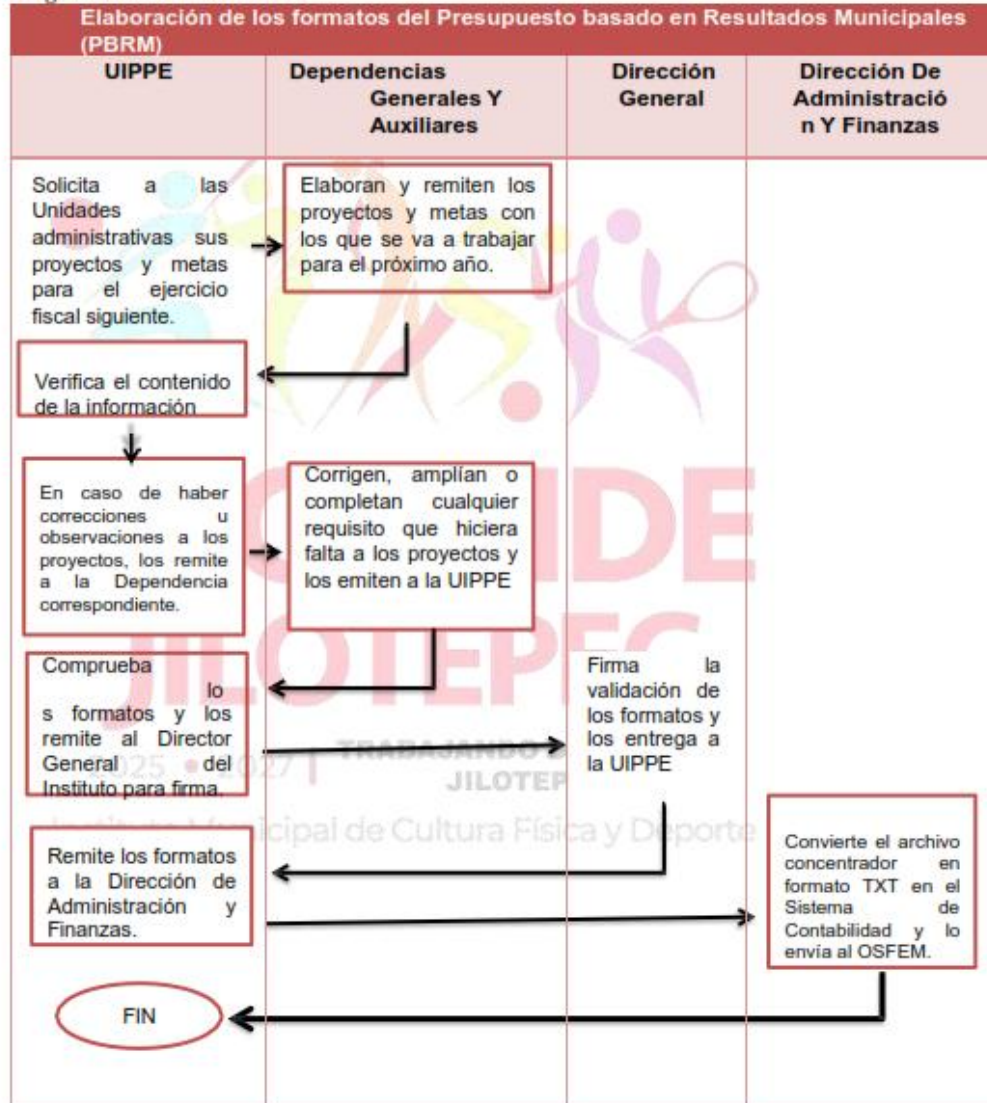 Elaboración de los formatos del Presupuesto basado en Resultados Municipales
(PBRM)
UIPPE
Dependencias
Generales Y
Auxiliares
Dirección
General
Dirección De
Administració
n Y Finanzas
Solicita a las
Unidades
administrativas sus
proyectos y metas
para el ejercicio
fiscal siguiente.
Elaboran y remiten los
proyectos y metas con
los que se va a trabajar
para el próximo año.
Verifica el contenido
de la información
En caso de haber
correcciones u
observaciones a los
proyectos, los remite
a la Dependencia
correspondiente.
Corrigen, amplían o
completan cualquier
requisito que hiciera
falta a los proyectos y
los emiten a la UIPPE
Comprueba
lo
s formatos y los
remite al Director
General del
Instituto para firma.
Firma la
validación de
los formatos y
los entrega a
la UIPPE
Remite los formatos
a la Dirección de
Administración y
Finanzas.
Convierte el archivo
concentrador en
formato TXT en el
Sistema de
Contabilidad y lo
envía al OSFEM.
FIN
JILOTEPEC
2025 • 2027
TRABAJANDO
JILOTEP
Municipal de Cultura Física y Deporte